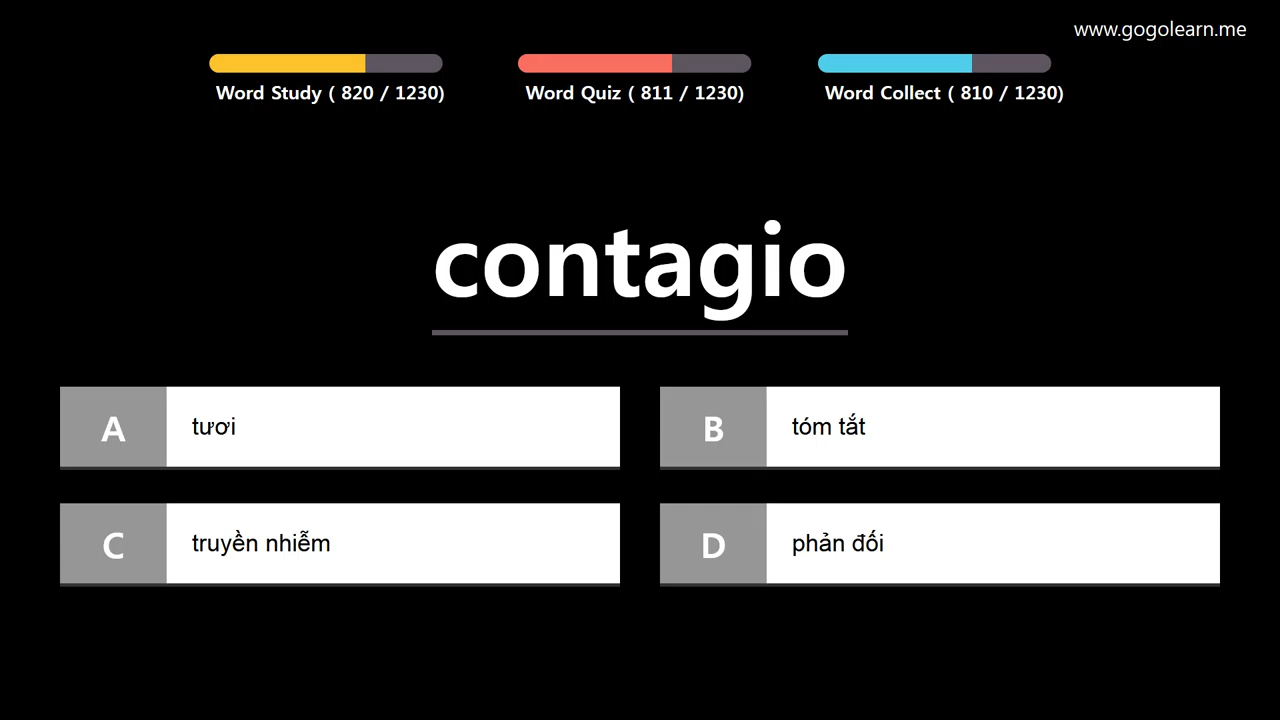 www.gogolearn.me
Word Study ( 820 / 1230)
Word Quiz ( 811 / 1230)
Word Collect ( 810 / 1230)
contagio
A tươi
B tóm tắt
C truyền nhiễm
D phản đối